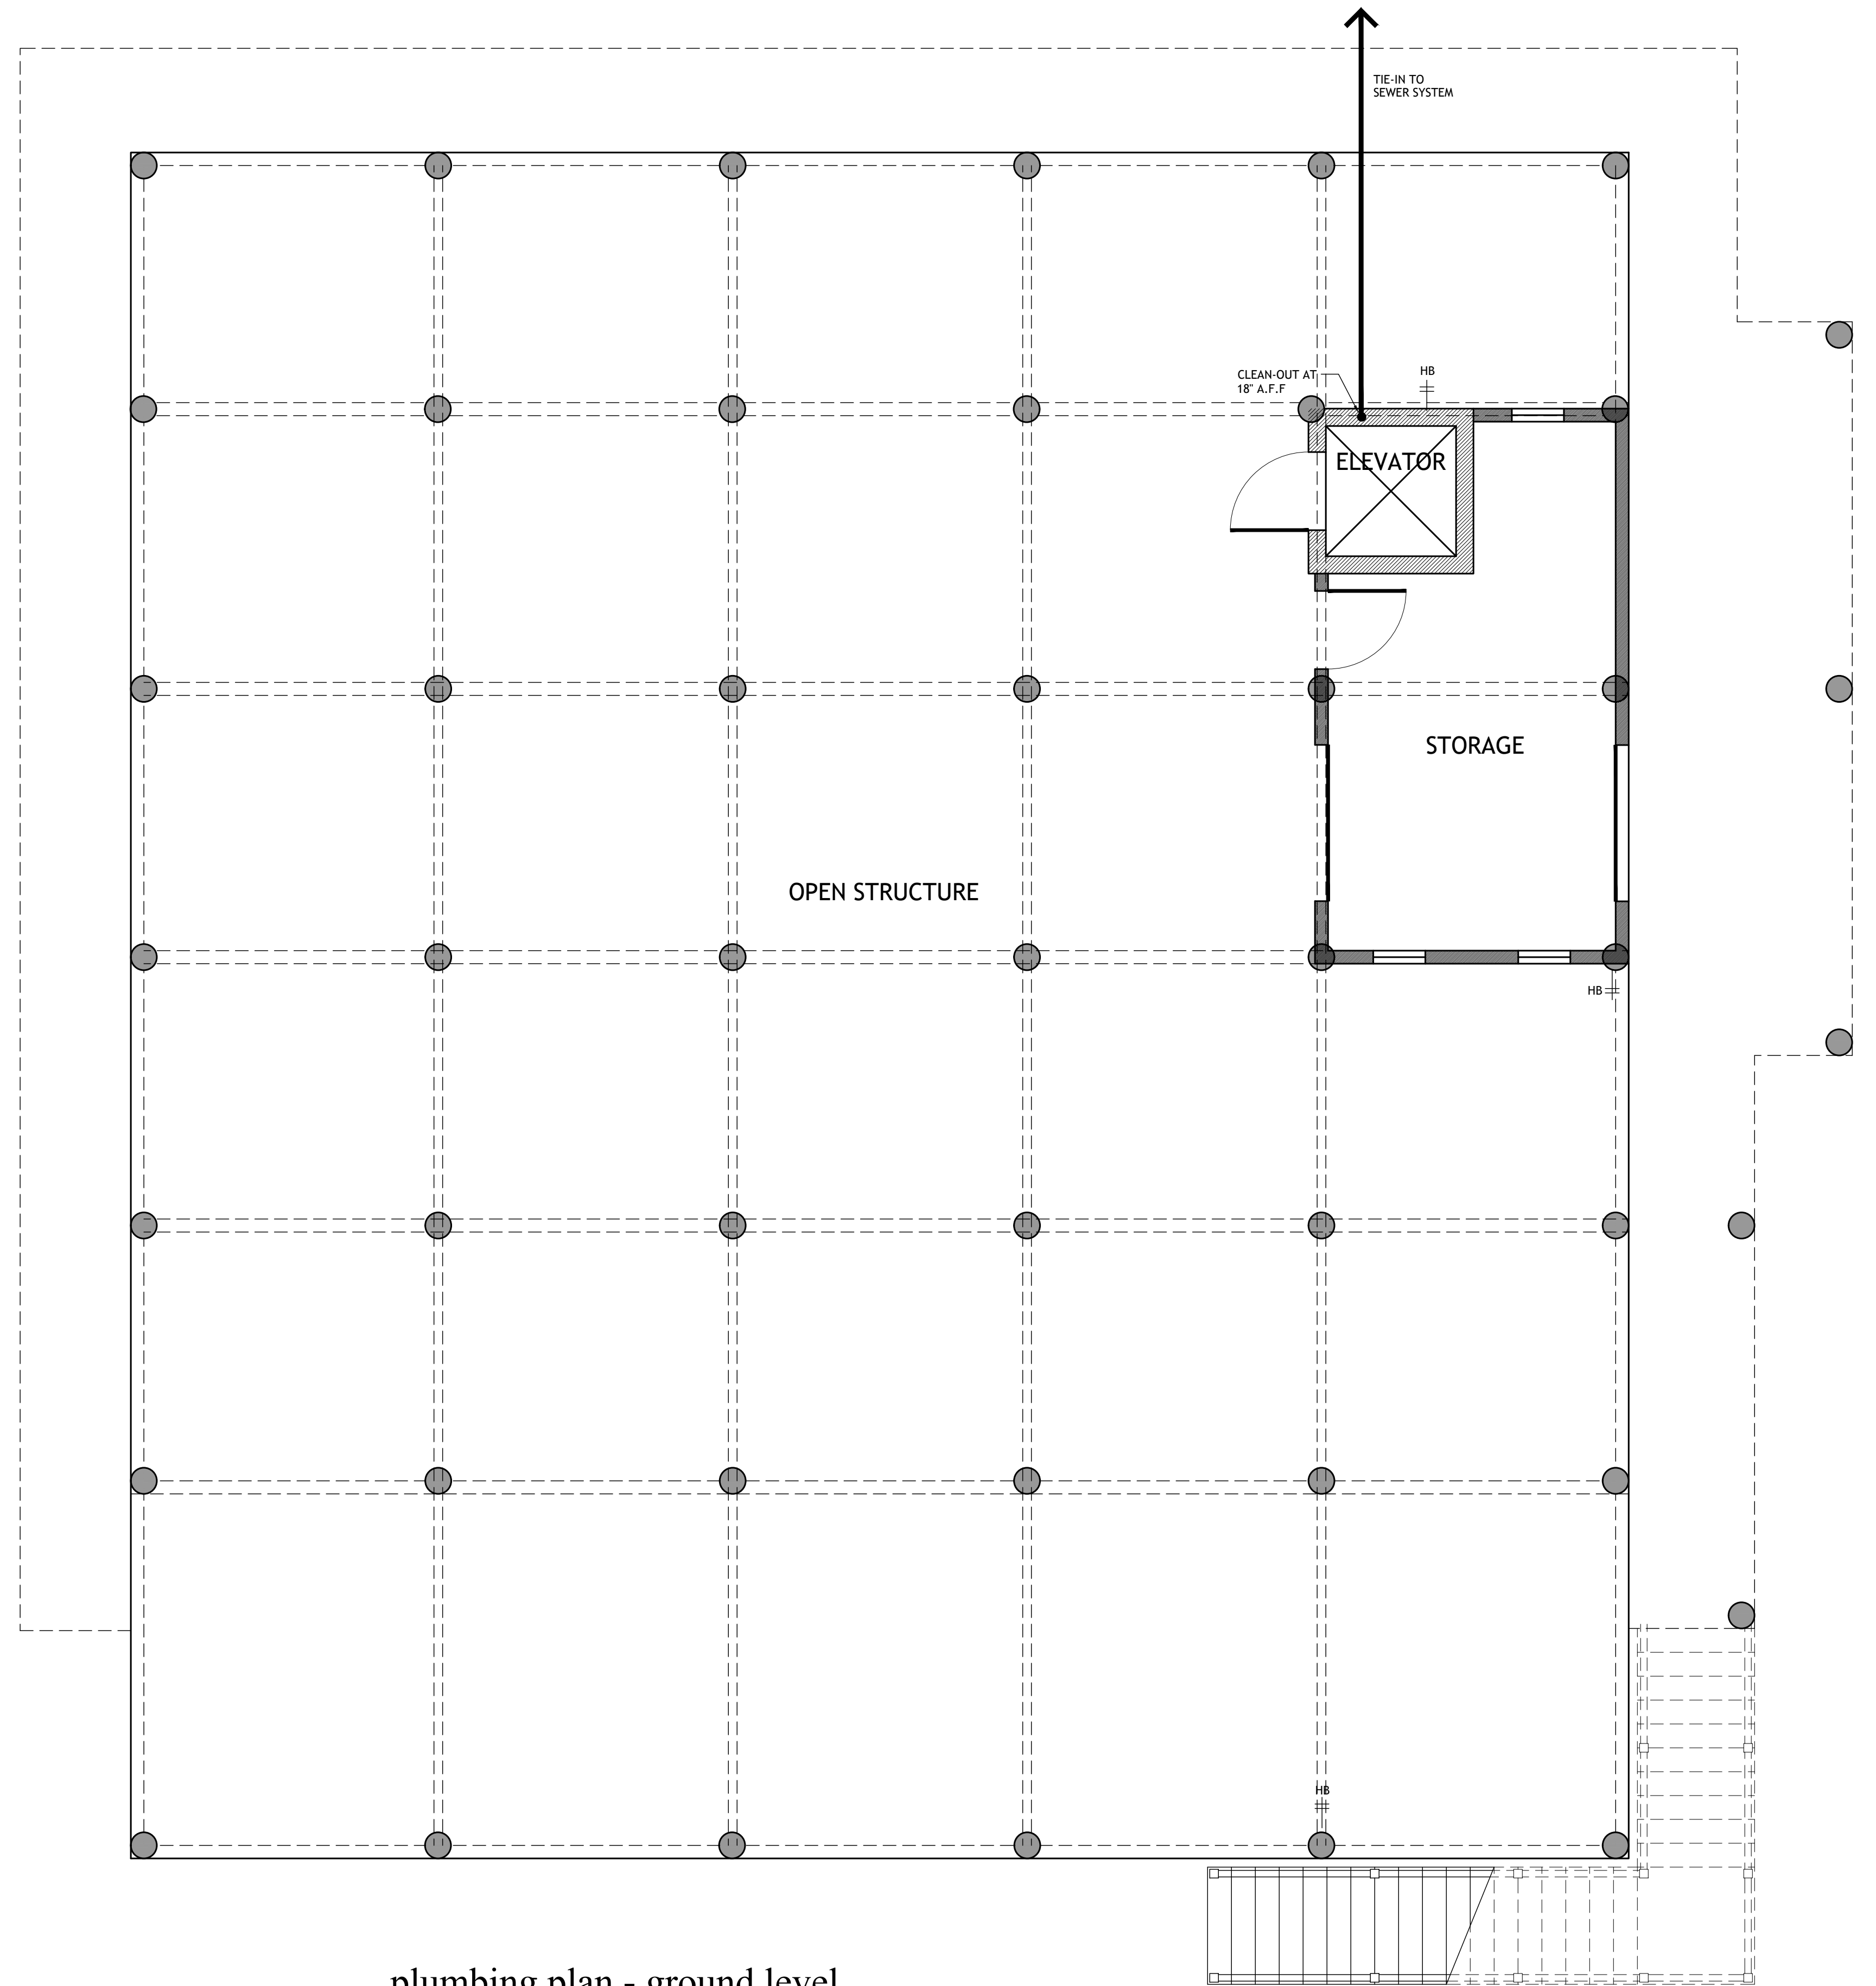 TIE-IN TO
SEWER SYSTEM
CLEAN-OUT AT
18" A.F.F
HB
ELEVATOR
STORAGE
OPEN STRUCTURE
HB
HB
plumbing plan - ground level